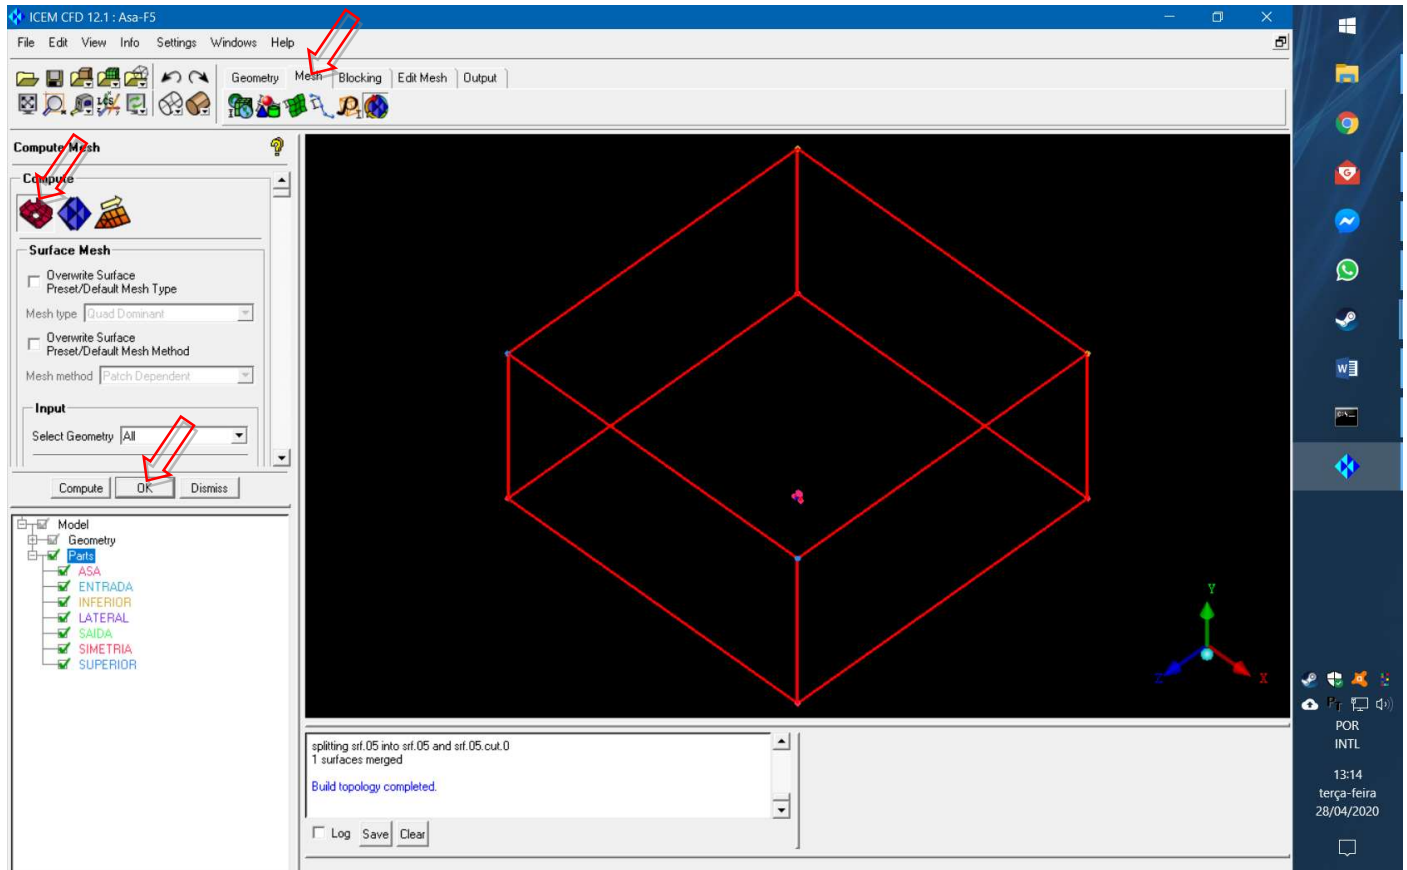 ICEM CFD 12.1 : Asa-F5
File Edit View Info Settings Windows Help
Geometry Mesh Blocking Edit Mesh Output
Compute Mesh
Compute
Surface Mesh
Overwrite Surface
Preset/Default Mesh Type
Mesh type Quad Dominant
Overwrite Surface
Preset/Default Mesh Method
Mesh method Patch Dependent
Input
Select Geometry All
Compute OK Dismiss
Model
Geometry
Parts
ASA
ENTRADA
INFERIOR
LATERAL
SAIDA
SIMETRIA
SUPERIOR
Y
Z
X
splitting srf.05 into srf.05 and srf.05.cut.0
1 surfaces merged
Build topology completed.
Log Save Clear
POR
INTL
13:14
terça-feira
28/04/2020